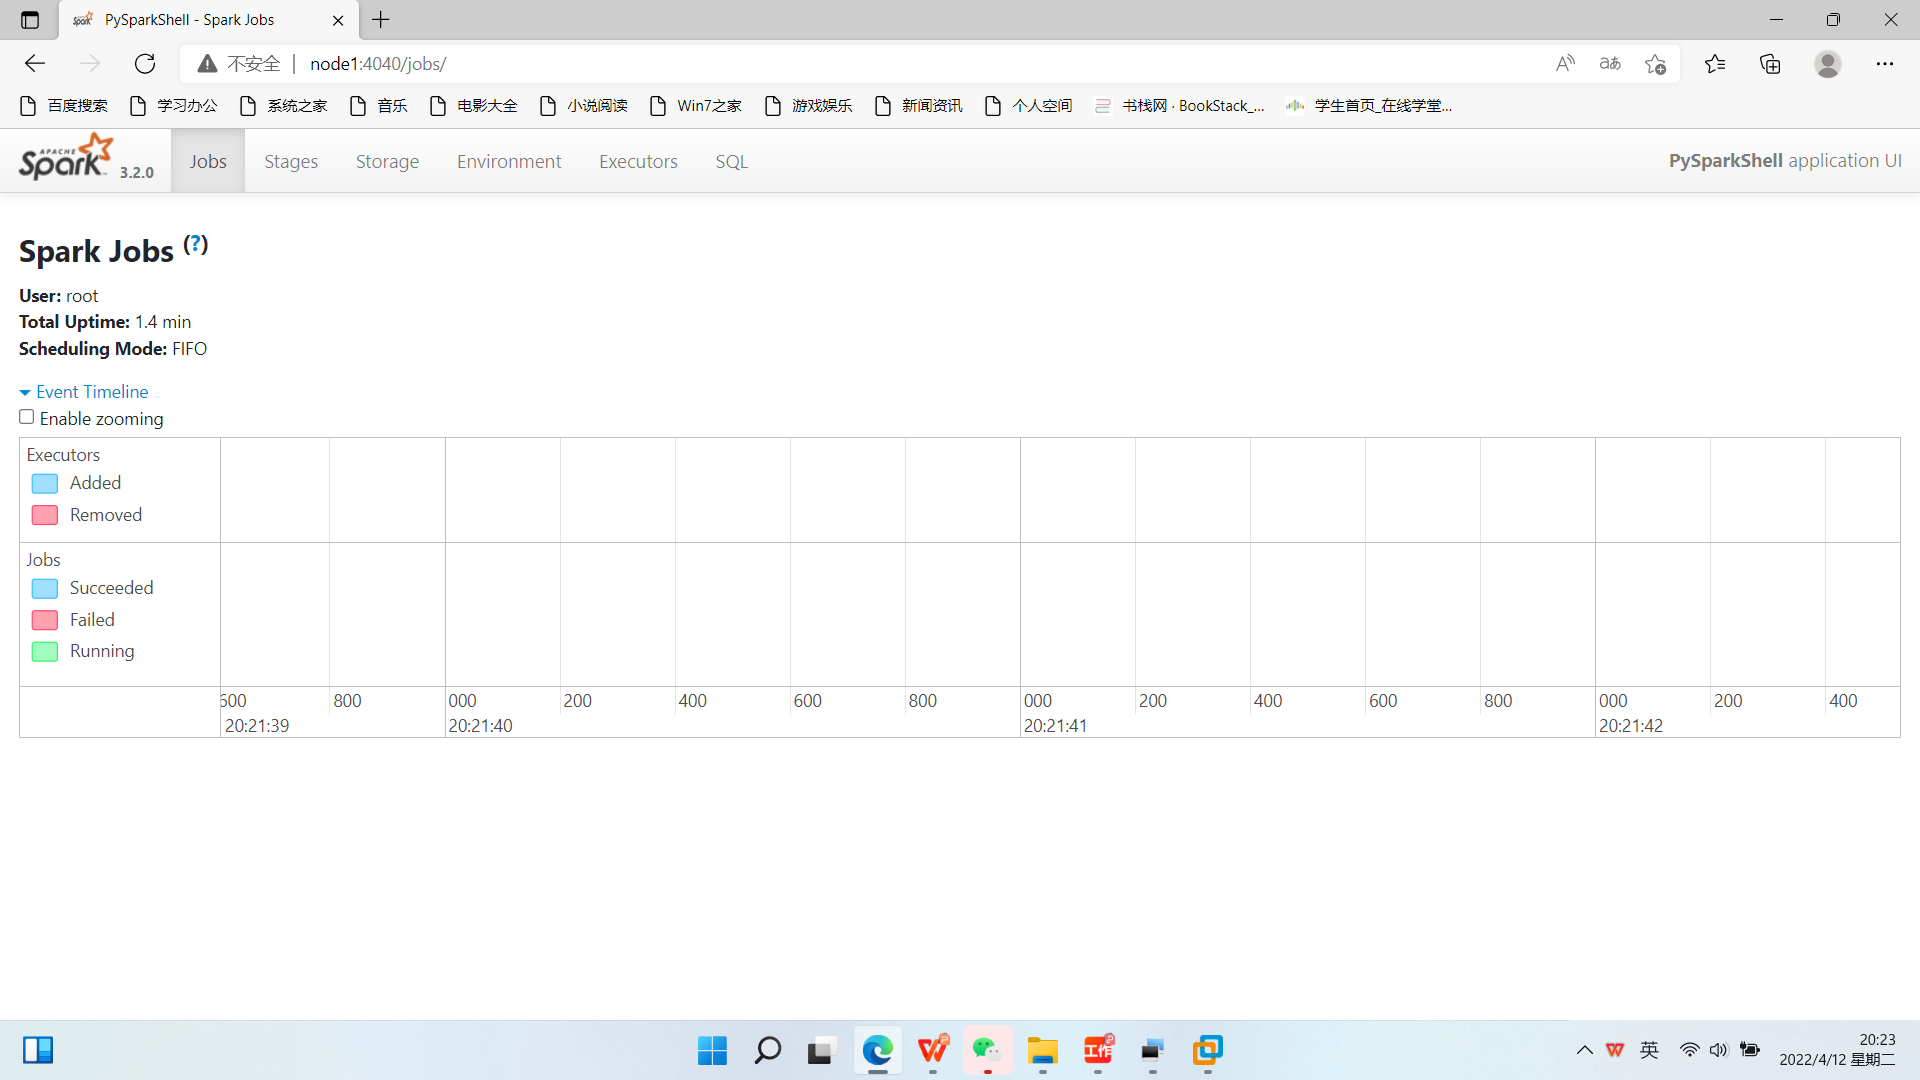 PySparkShell - Spark Jobs
不安全 node1:4040/jobs/
百度搜索 学习办公 系统之家 音乐 电影大全 小说阅读 Win7之家 游戏娱乐 新闻资讯 个人空间 书栈网 · BookStack_... 学生首页_在线学堂...
APACHE Spark 3.2.0 Jobs Stages Storage Environment Executors SQL PySparkShell application UI
Spark Jobs (?)
User: root
Total Uptime: 1.4 min
Scheduling Mode: FIFO
Event Timeline
Enable zooming
Executors
Added
Removed
Jobs
Succeeded
Failed
Running
600 800 000 200 400 600 800 000 200 400 600 800 000 200 400
20:21:39 20:21:40 20:21:41 20:21:42
工作
英
20:23
2022/4/12 星期二